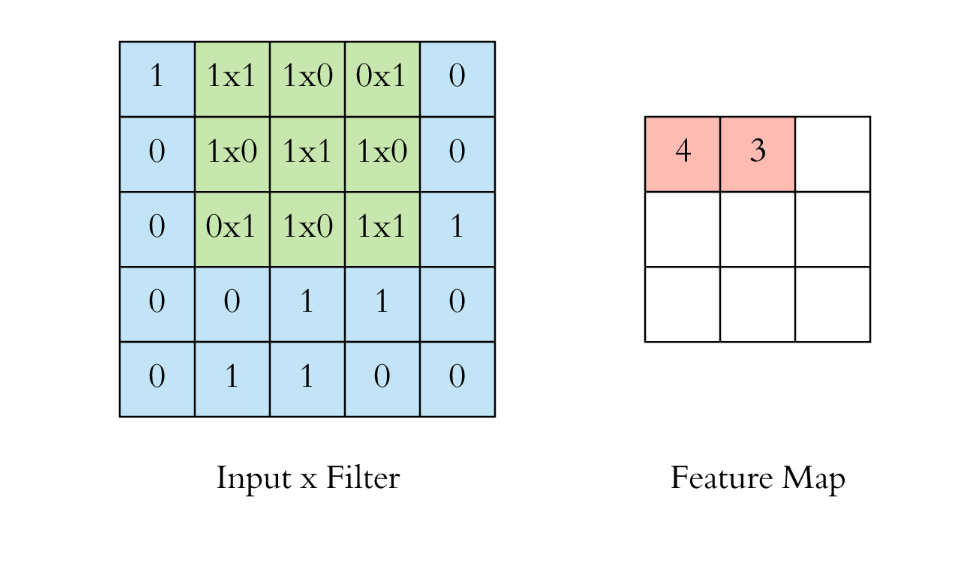 1 1x1 1x0 0x1 0
0 1x0 1x1 1x0 0
0 0x1 1x0 1x1 1
0 0 1 1 0
0 1 1 0 0
Input x Filter
4 3
Feature Map